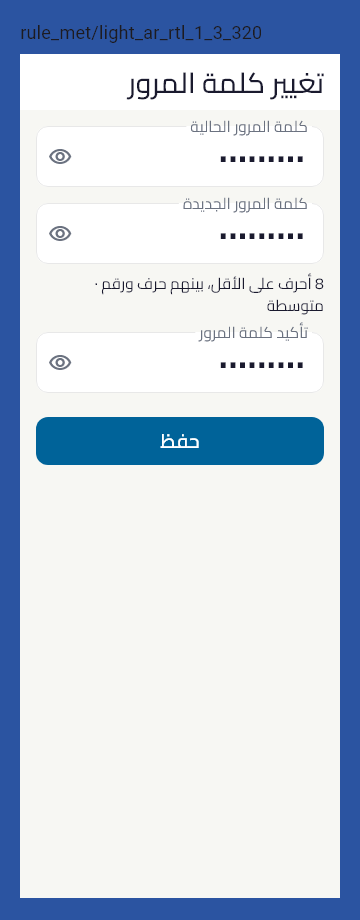 rule_met/light_ar_rtl_1_3_320
تغيير كلمة المرور
كلمة المرور الحالية
▪▪▪▪▪▪▪▪▪
كلمة المرور الجديدة
▪▪▪▪▪▪▪▪▪
8 أحرف على الأقل، بينهم حرف ورقم ·
متوسطة
تأكيد كلمة المرور
▪▪▪▪▪▪▪▪▪
حفظ